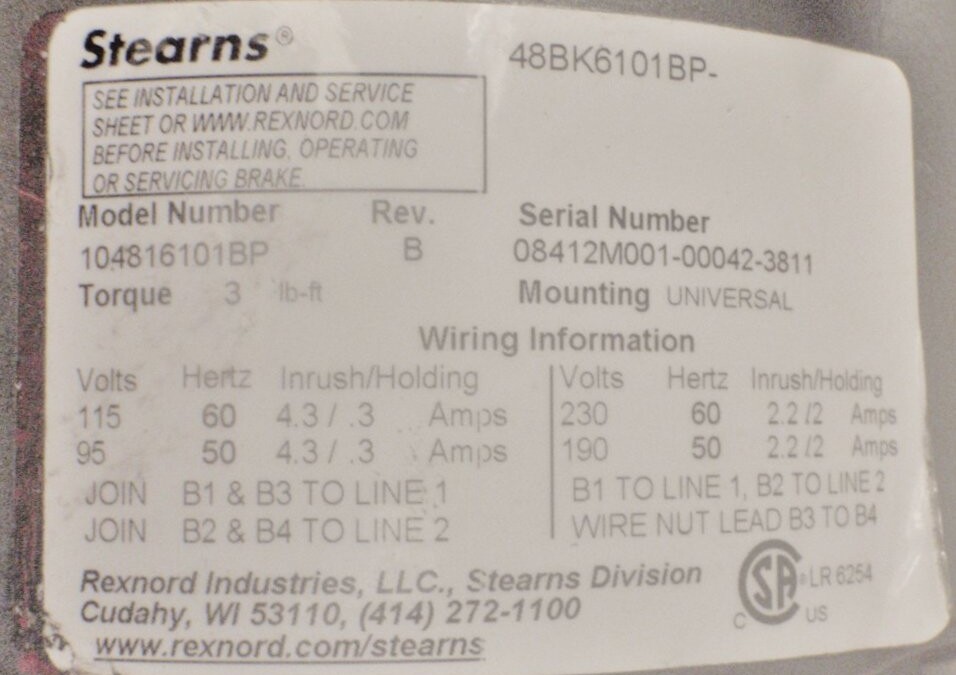 Stearns®
48BK6101BP-
SEE INSTALLATION AND SERVICE
SHEET OR WWW.REXNORD.COM
BEFORE INSTALLING, OPERATING
OR SERVICING BRAKE.
Model Number Rev. Serial Number
104816101BP B 08412M001-00042-3811
Torque 3 lb-ft Mounting UNIVERSAL
Wiring Information
Volts Hertz Inrush/Holding Volts Hertz Inrush/Holding
115 60 4.3 / .3 Amps 230 60 2.2 /2 Amps
95 50 4.3 / .3 Amps 190 50 2.2 /2 Amps
JOIN B1 & B3 TO LINE 1 B1 TO LINE 1, B2 TO LINE 2
JOIN B2 & B4 TO LINE 2 WIRE NUT LEAD B3 TO B4
Rexnord Industries, LLC., Stearns Division
Cudahy, WI 53110, (414) 272-1100
www.rexnord.com/stearns
C SA ® US LR 6254